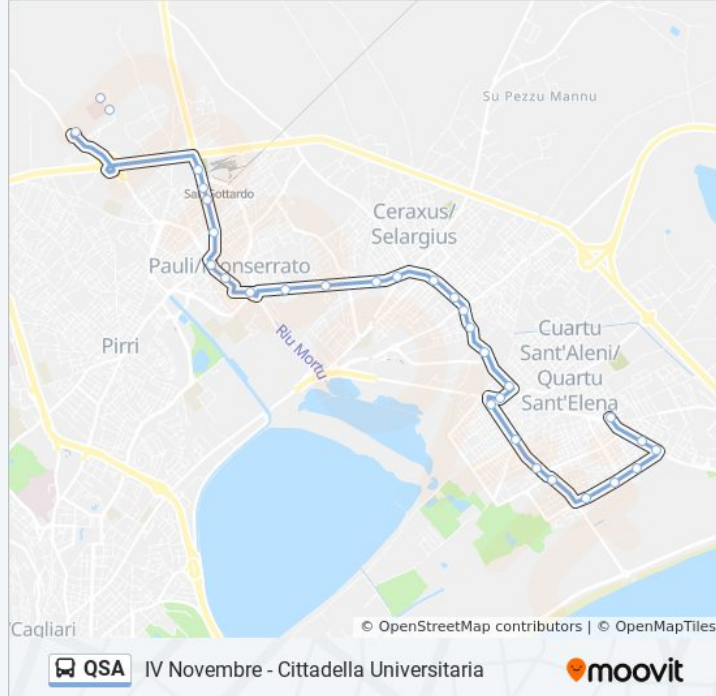 Su Pezzu Mannu
San Gottardo
Ceraxus/
Selargius
Pauli/Monserrato
Pirri
Riu Mortu
Cuartu
Sant'Aleni/
Quartu
Sant'Elena
/Cagliari
© OpenStreetMap contributors | © OpenMapTiles
QSA IV Novembre - Cittadella Universitaria
moovit